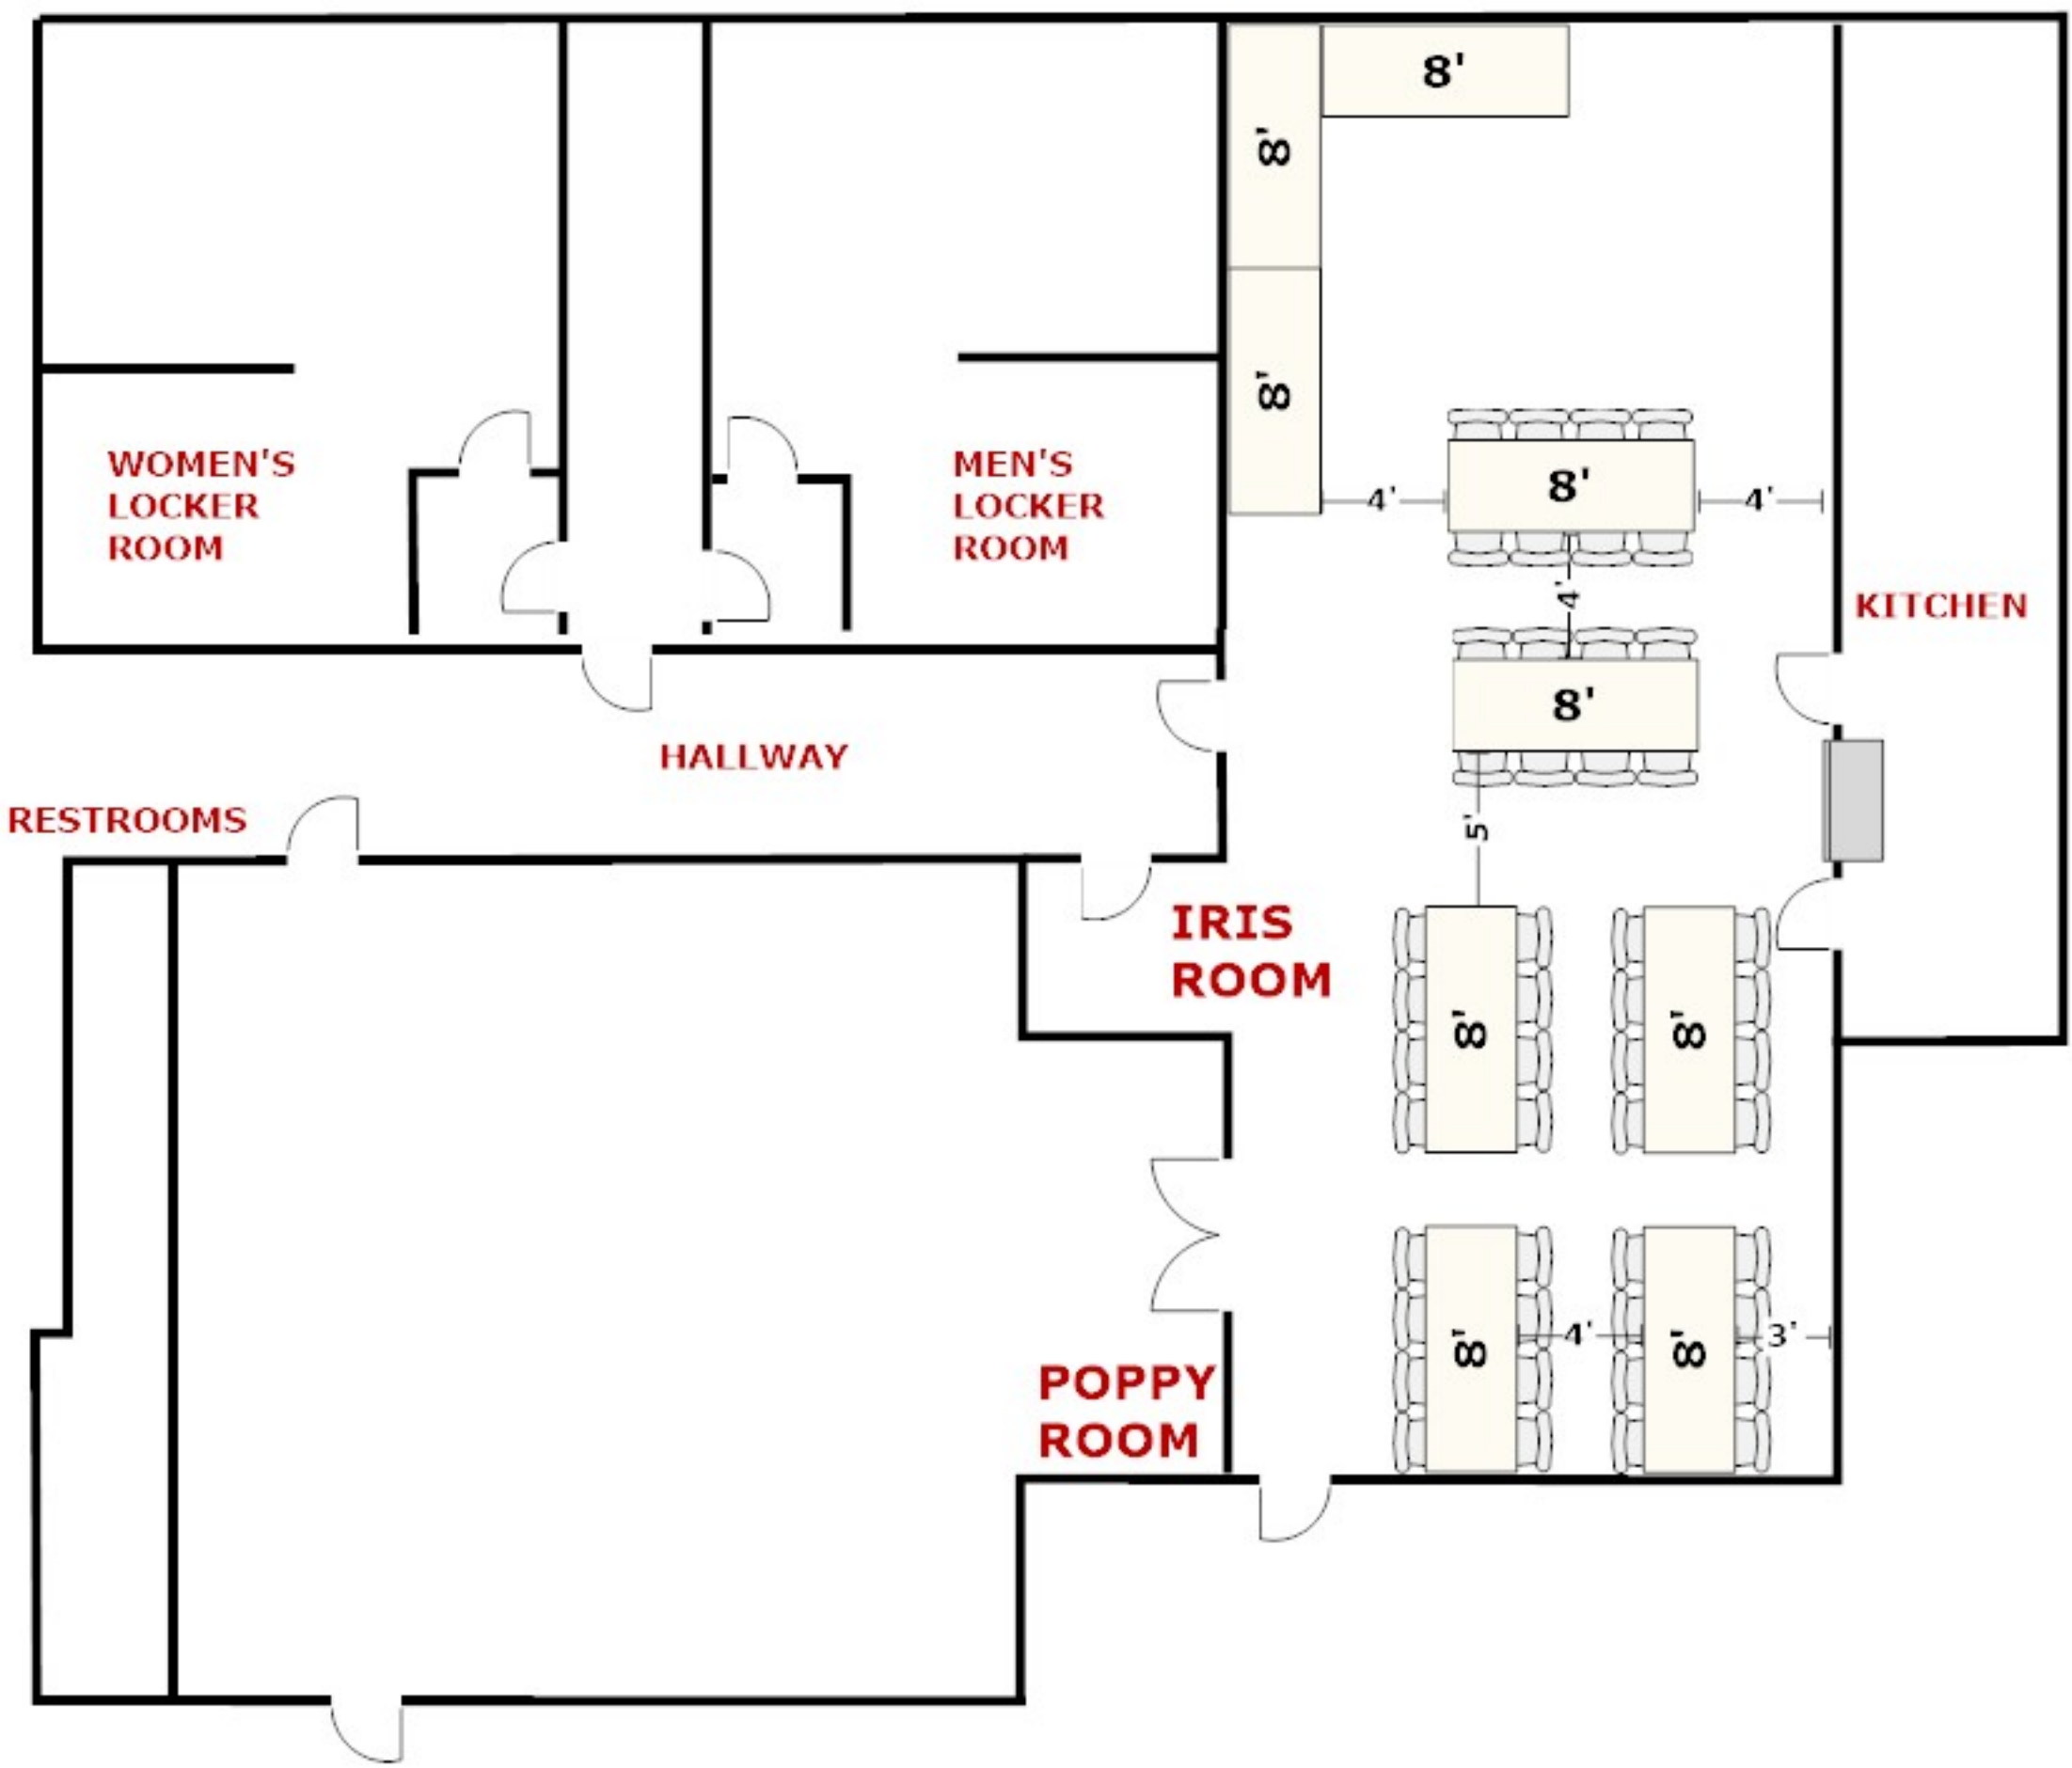 8'
8'
8'
WOMEN'S
LOCKER
ROOM
MEN'S
LOCKER
ROOM
4'
8'
4'
4'
KITCHEN
8'
HALLWAY
RESTROOMS
5'
IRIS
ROOM
8'
8'
POPPY
ROOM
8'
4'
8'
3'